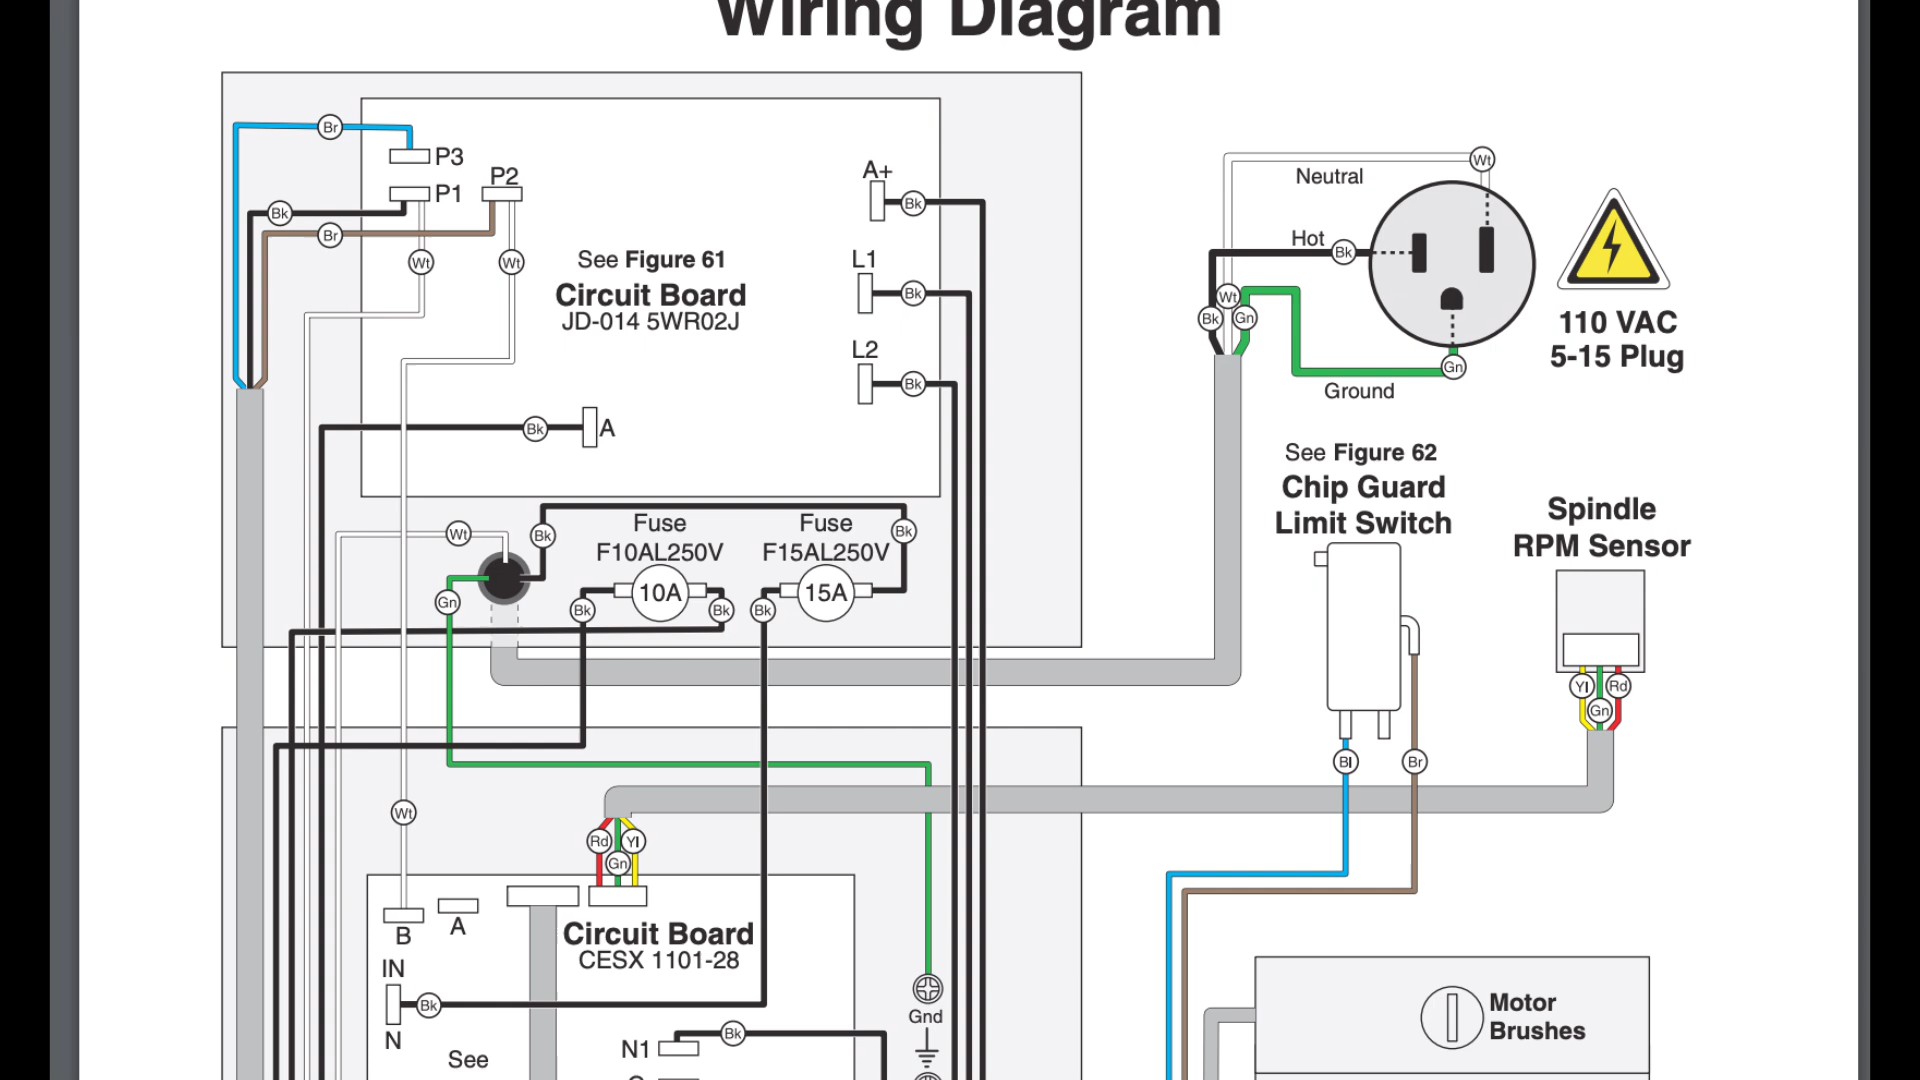 Wiring Diagram
Br
P3
P1
P2
Bk
Br
Wt
Wt
A+
Bk
See Figure 61
Circuit Board
JD-014 5WR02J
L1
Bk
L2
Bk
Bk
A
Wt
Bk
Fuse
F10AL250V
Fuse
F15AL250V
Bk
Gn
Bk
10A
Bk
Bk
15A
Neutral
Wt
Hot
Bk
Wt
Bk
Gn
Gn
Ground
110 VAC
5-15 Plug
See Figure 62
Chip Guard
Limit Switch
Spindle
RPM Sensor
Yl
Rd
Gn
Bl
Br
Wt
Rd
Yl
Gn
B
A
Circuit Board
CESX 1101-28
IN
Bk
N
See
N1
Bk
Gnd
Motor
Brushes